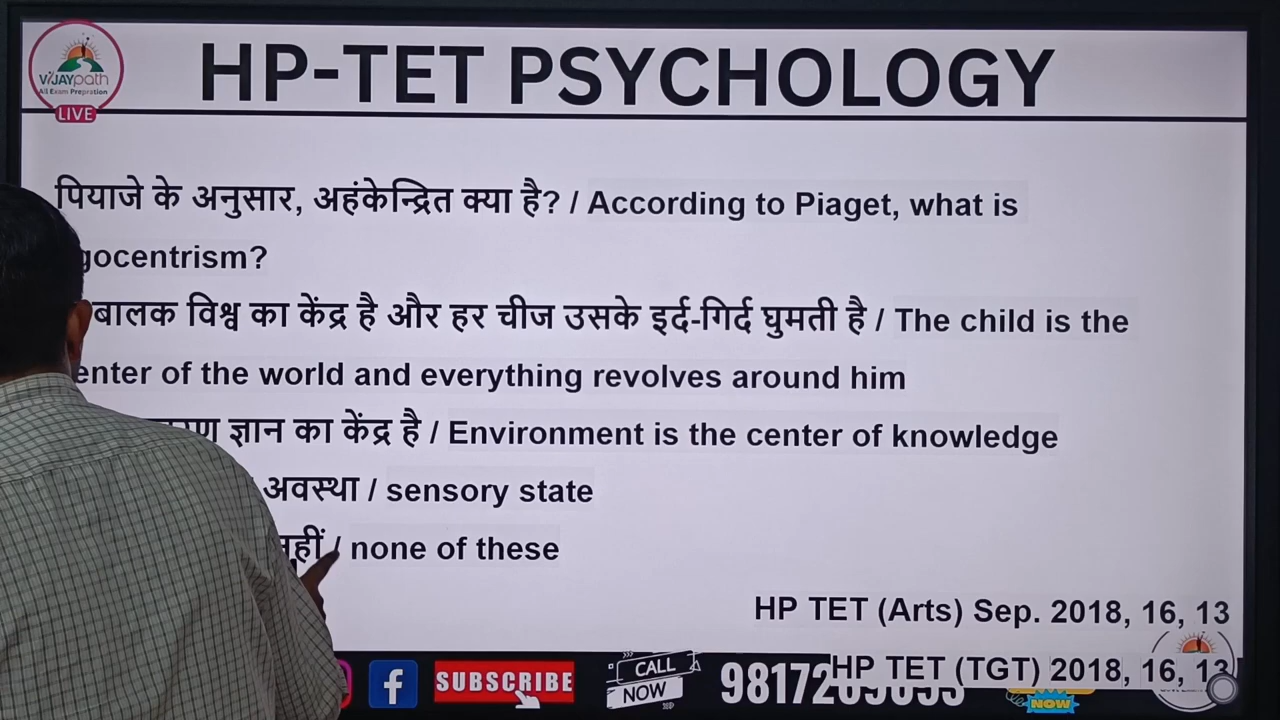 HP-TET PSYCHOLOGY
VIJAYpath
All Exam Prepration
LIVE
पियाजे के अनुसार, अहंकेन्द्रित क्या है? / According to Piaget, what is
gocentrism?
बालक विश्व का केंद्र है और हर चीज उसके इर्द-गिर्द घुमती है / The child is the
enter of the world and everything revolves around him
ज्ञान का केंद्र है / Environment is the center of knowledge
अवस्था / sensory state
नहीं / none of these
HP TET (Arts) Sep. 2018, 16, 13
HP TET (TGT) 2018, 16, 13
SUBSCRIBE
CALL
NOW
NOW